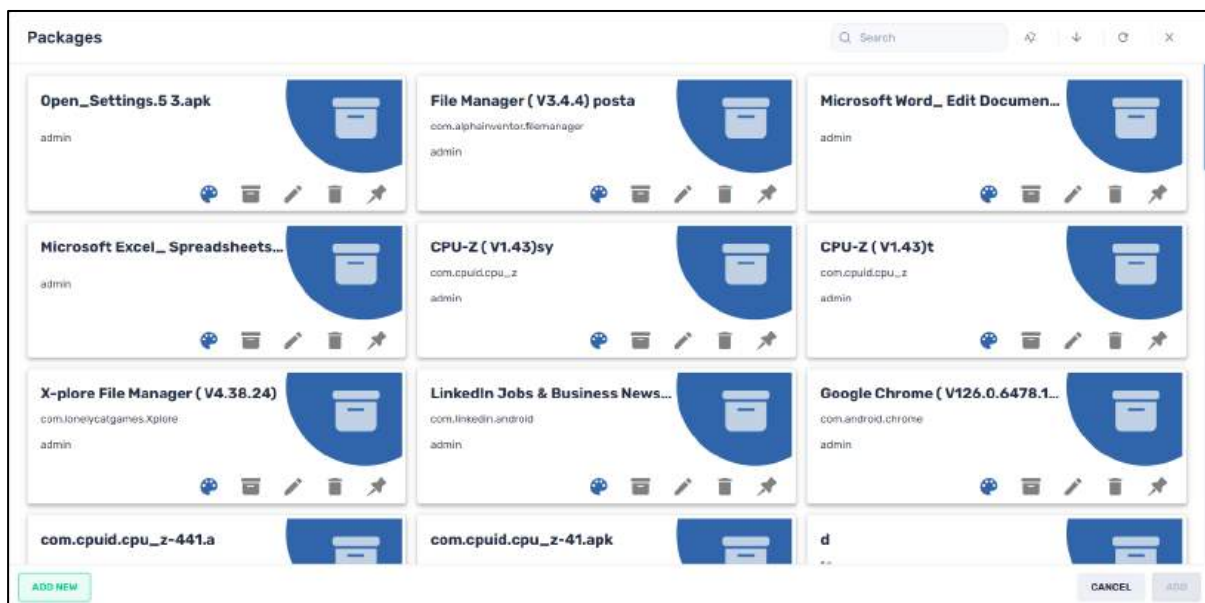 Packages
Search
Open_Settings.5 3.apk
admin
File Manager ( V3.4.4) posta
com.alphainventor.filemanager
admin
Microsoft Word_ Edit Documen...
admin
Microsoft Excel_ Spreadsheets...
admin
CPU-Z ( V1.43)sy
com.cpuid.cpu_z
admin
CPU-Z ( V1.43)t
com.cpuid.cpu_z
admin
X-plore File Manager ( V4.38.24)
com.lonelycatgames.Xplore
admin
LinkedIn Jobs & Business News...
com.linkedin.android
admin
Google Chrome ( V126.0.6478.1...
com.android.chrome
admin
com.cpuid.cpu_z-441.a
com.cpuid.cpu_z-41.apk
d
ADD NEW
CANCEL
ADD